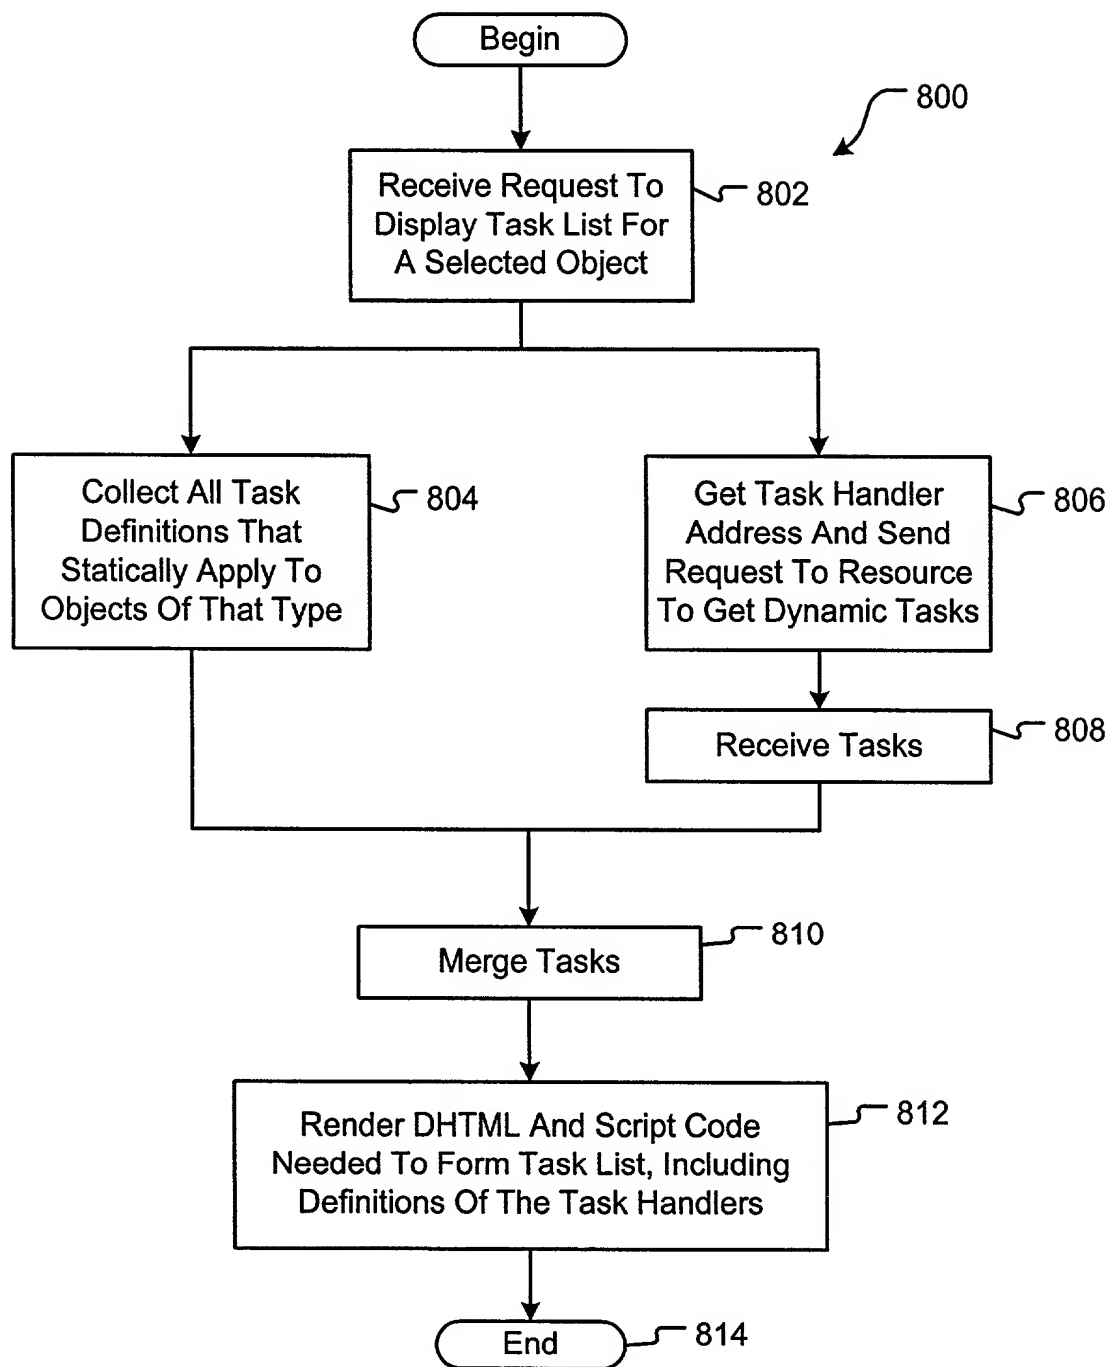 Begin
800
Receive Request To
Display Task List For
A Selected Object
802
Collect All Task
Definitions That
Statically Apply To
Objects Of That Type
804
Get Task Handler
Address And Send
Request To Resource
To Get Dynamic Tasks
806
Receive Tasks
808
Merge Tasks
810
Render DHTML And Script Code
Needed To Form Task List, Including
Definitions Of The Task Handlers
812
End
814